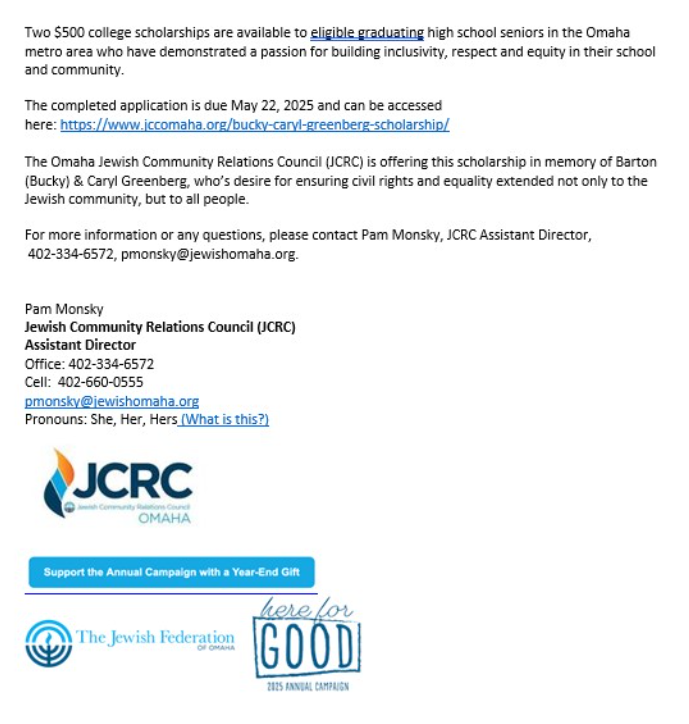 Two $500 college scholarships are available to eligible graduating high school seniors in the Omaha
metro area who have demonstrated a passion for building inclusivity, respect and equity in their school
and community.
The completed application is due May 22, 2025 and can be accessed
here: https://www.jccomaha.org/bucky-caryl-greenberg-scholarship/
The Omaha Jewish Community Relations Council (JCRC) is offering this scholarship in memory of Barton
(Bucky) & Caryl Greenberg, who's desire for ensuring civil rights and equality extended not only to the
Jewish community, but to all people.
For more information or any questions, please contact Pam Monsky, JCRC Assistant Director,
402-334-6572, pmonsky@jewishomaha.org.
Pam Monsky
Jewish Community Relations Council (JCRC)
Assistant Director
Office: 402-334-6572
Cell:  402-660-0555
pmonsky@jewishomaha.org
Pronouns: She, Her, Hers (What is this?)
JCRC
Jewish Community Relations Council
OMAHA
Support the Annual Campaign with a Year-End Gift
The Jewish Federation
OF OMAHA
here for
GOOD
2025 ANNUAL CAMPAIGN